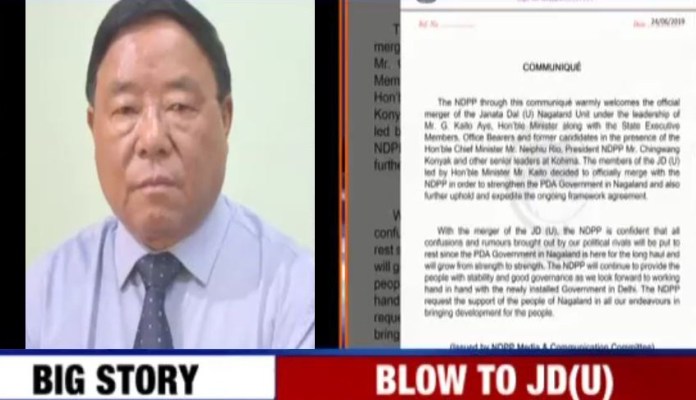 24/06/2019
COMMUNIQUÉ
The NDPP through this communiqué warmly welcomes the official
merger of the Janata Dal (U) Nagaland Unit under the leadership of
Mr. G. Kaito Aye, Hon'ble Minister along with the State Executive
Members, Office Bearers and former candidates in the presence of the
Hon'ble Chief Minister Mr. Neiphiu Rio, President NDPP Mr. Chingwang
Konyak and other senior leaders at Kohima. The members of the JD (U)
led by Hon'ble Minister Mr. Kaito decided to officially merge with the
NDPP in order to strengthen the PDA Government in Nagaland and also
further uphold and expedite the ongoing framework agreement.
With the merger of the JD (U), the NDPP is confident that all
confusions and rumours brought out by our political rivals will be put to
rest since the PDA Government in Nagaland is here for the long haul and
will grow from strength to strength. The NDPP will continue to provide the
people with stability and good governance as we look forward to working
hand in hand with the newly installed Government in Delhi. The NDPP
request the support of the people of Nagaland in all our endeavours in
bringing development for the people.
(Issued by NDPP Media & Communication Committee)
BIG STORY
BLOW TO JD(U)